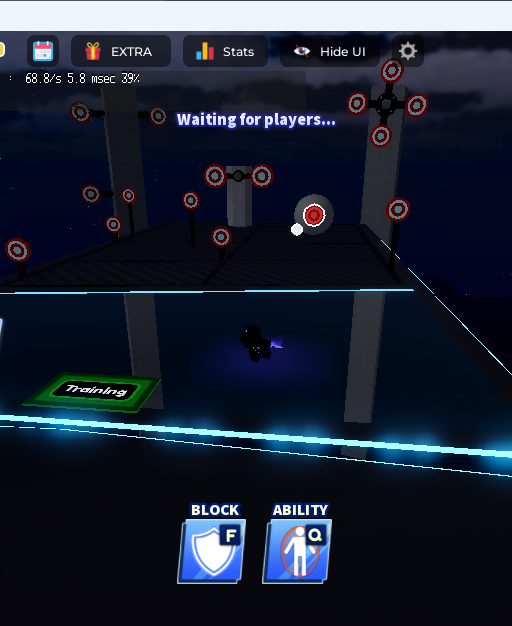 EXTRA
Stats
Hide UI
: 68.8/s 5.8 msec 39%
Waiting for players...
Training
BLOCK
ABILITY
F
Q